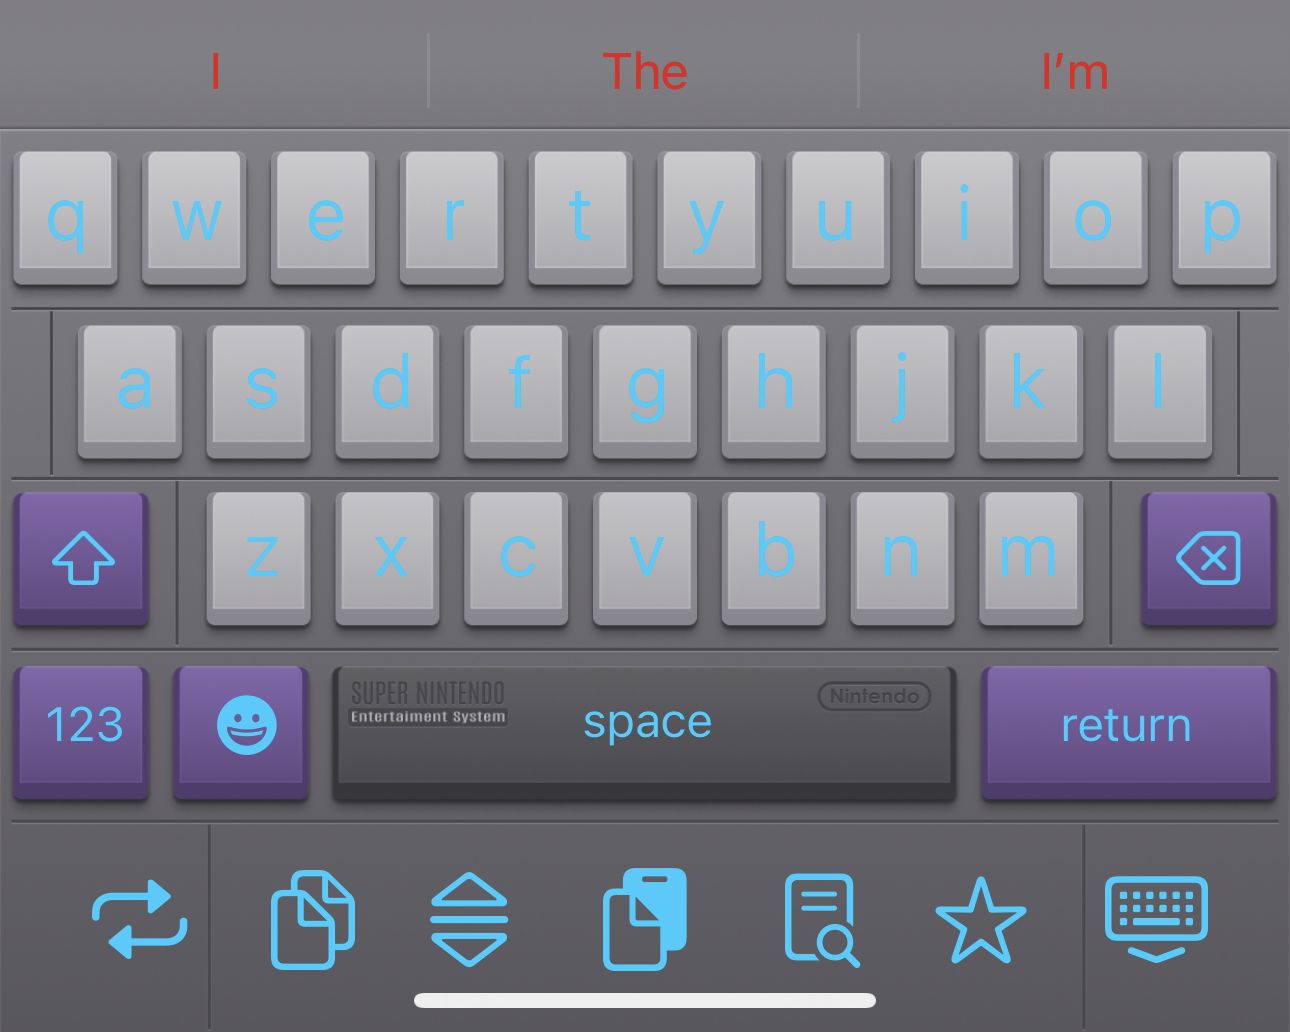 I The I'm
q w e r t y u i o p
a s d f g h j k l
z x c v b n m
123 space return
SUPER NINTENDO
Entertaiment System
Nintendo